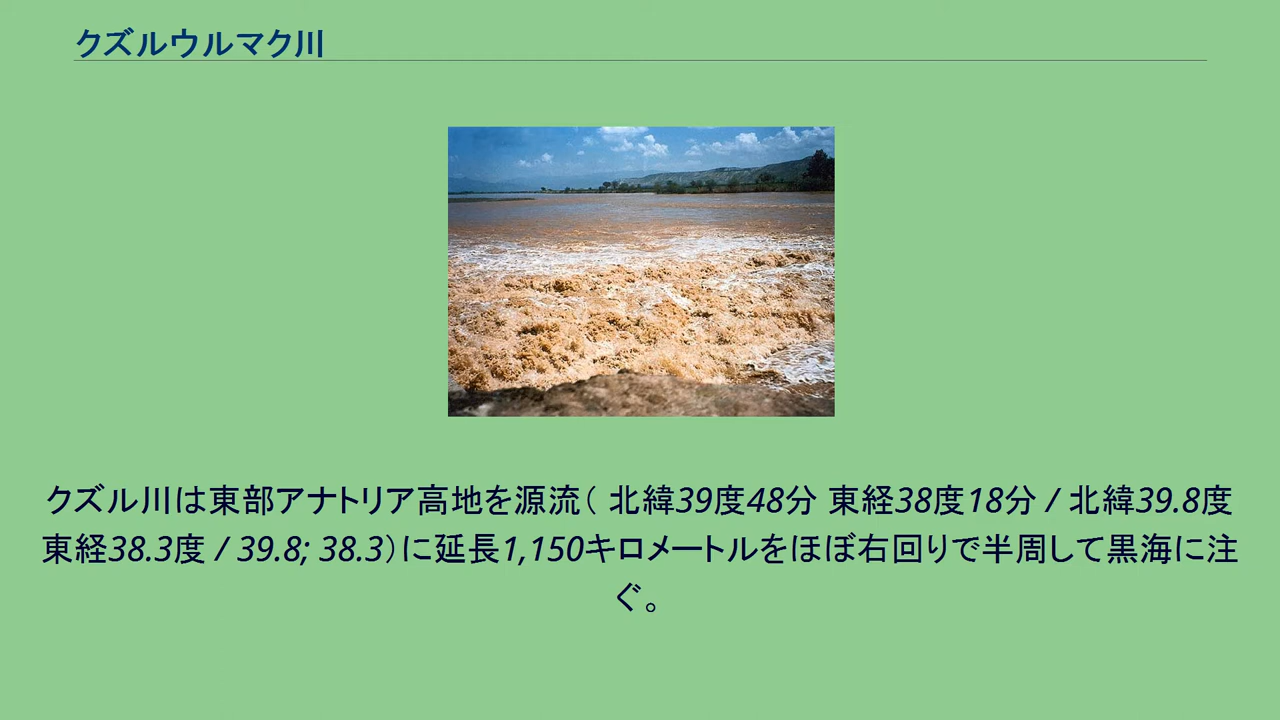 クズルウルマク川
クズル川は東部アナトリア高地を源流（ 北緯39度48分 東経38度18分 / 北緯39.8度
東経38.3度 / 39.8; 38.3）に延長1,150キロメートルをほぼ右回りで半周して黒海に注
ぐ。